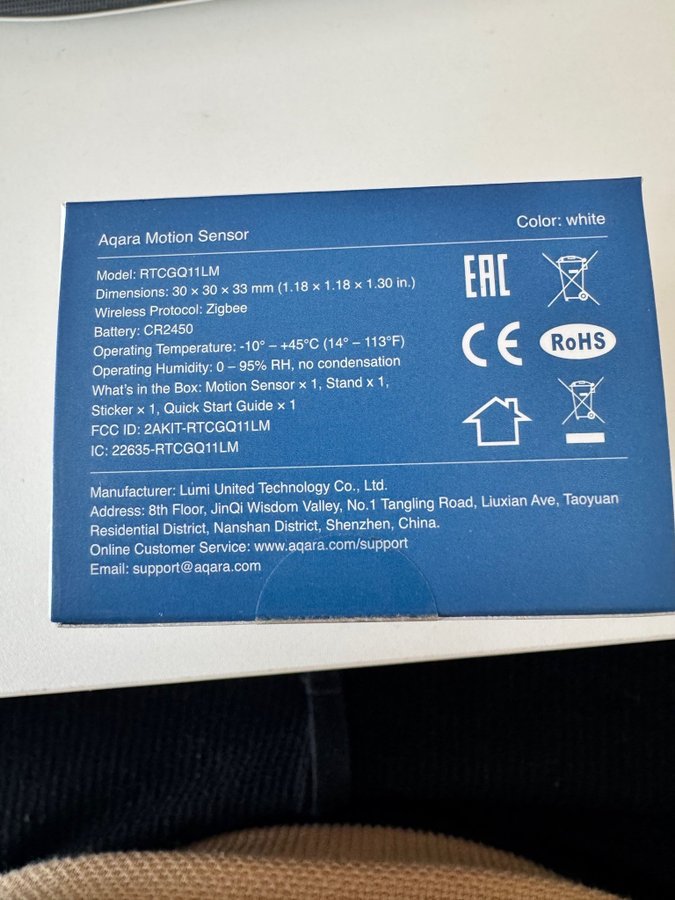 Aqara Motion Sensor
Color: white
Model: RTCGQ11LM
Dimensions: 30 × 30 × 33 mm (1.18 × 1.18 × 1.30 in.)
Wireless Protocol: Zigbee
Battery: CR2450
Operating Temperature: -10° – +45°C (14° – 113°F)
Operating Humidity: 0 – 95% RH, no condensation
What's in the Box: Motion Sensor × 1, Stand × 1,
Sticker × 1, Quick Start Guide × 1
FCC ID: 2AKIT-RTCGQ11LM
IC: 22635-RTCGQ11LM
EAC
CE
RoHS
Manufacturer: Lumi United Technology Co., Ltd.
Address: 8th Floor, JinQi Wisdom Valley, No.1 Tangling Road, Liuxian Ave, Taoyuan
Residential District, Nanshan District, Shenzhen, China.
Online Customer Service: www.aqara.com/support
Email: support@aqara.com